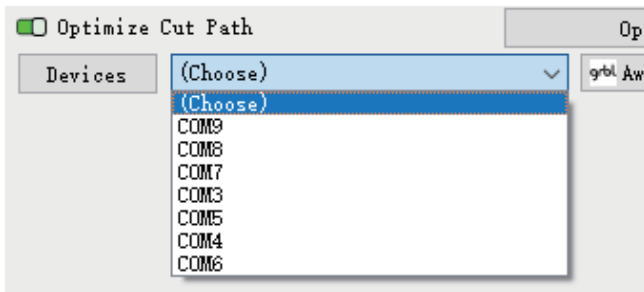 Optimize Cut Path
Op
Devices
(Choose)
grbl Aw
(Choose)
COM9
COM8
COM7
COM3
COM5
COM4
COM6